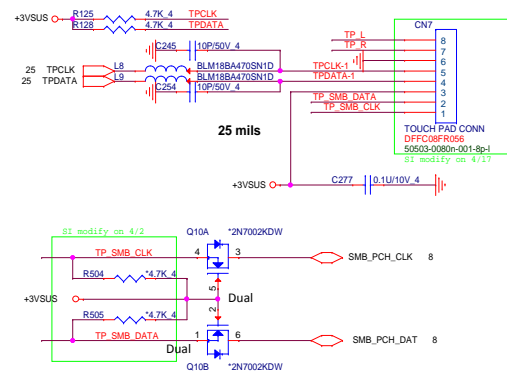 +3VSUS
R125 4.7K_4 TPCLK
R128 4.7K_4 TPDATA
CN7
C245 10P/50V_4
25 TPCLK L8 BLM18BA470SN1D TPCLK-1
25 TPDATA L9 BLM18BA470SN1D TPDATA-1
C254 10P/50V_4
TP_L 8
TP_R 7
6
5
4
3
TP_SMB_DATA 2
TP_SMB_CLK 1
25 mils
TOUCH PAD CONN
DFFC08FR056
50503-0080n-001-8p-l
SI modify on 4/17
+3VSUS C277 0.1U/10V_4
SI modify on 4/2
Q10A *2N7002KDW
TP_SMB_CLK 4 3 SMB_PCH_CLK 8
R504 *4.7K_4
5
+3VSUS Dual
2
R505 *4.7K_4
TP_SMB_DATA 1 6 SMB_PCH_DAT 8
Dual
Q10B *2N7002KDW